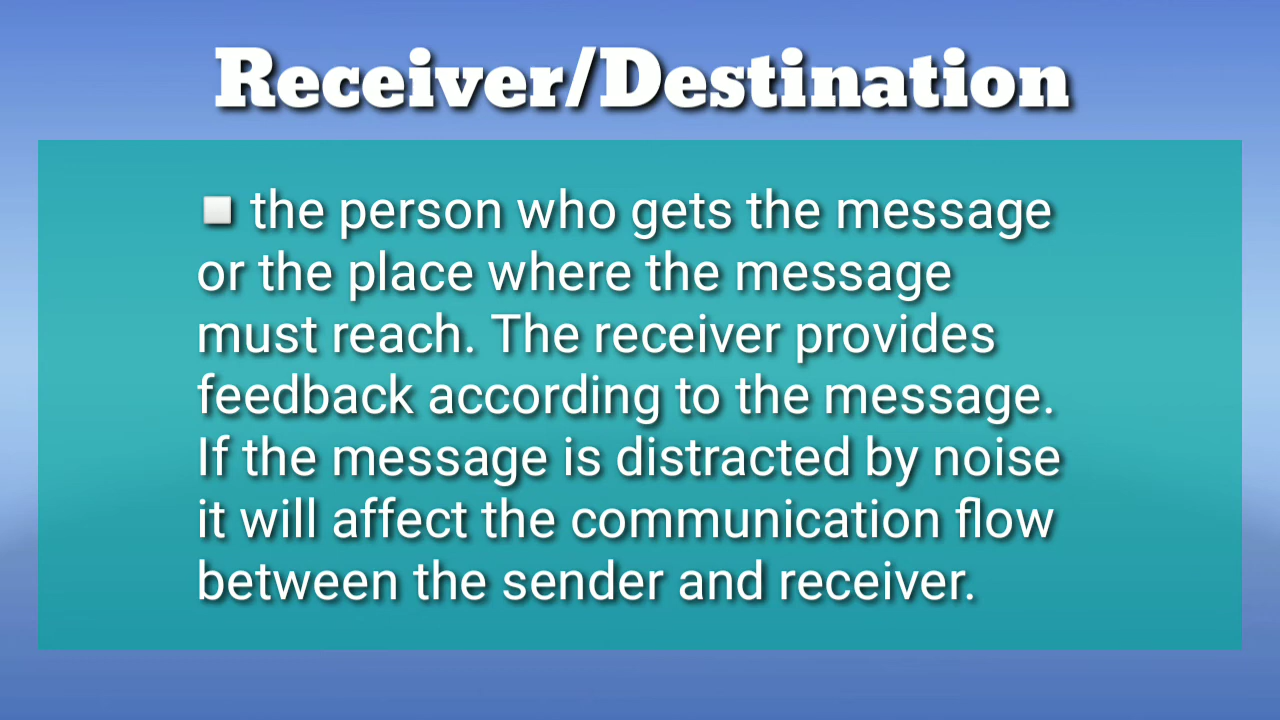 Receiver/Destination
▫️ the person who gets the message
or the place where the message
must reach. The receiver provides
feedback according to the message.
If the message is distracted by noise
it will affect the communication flow
between the sender and receiver.